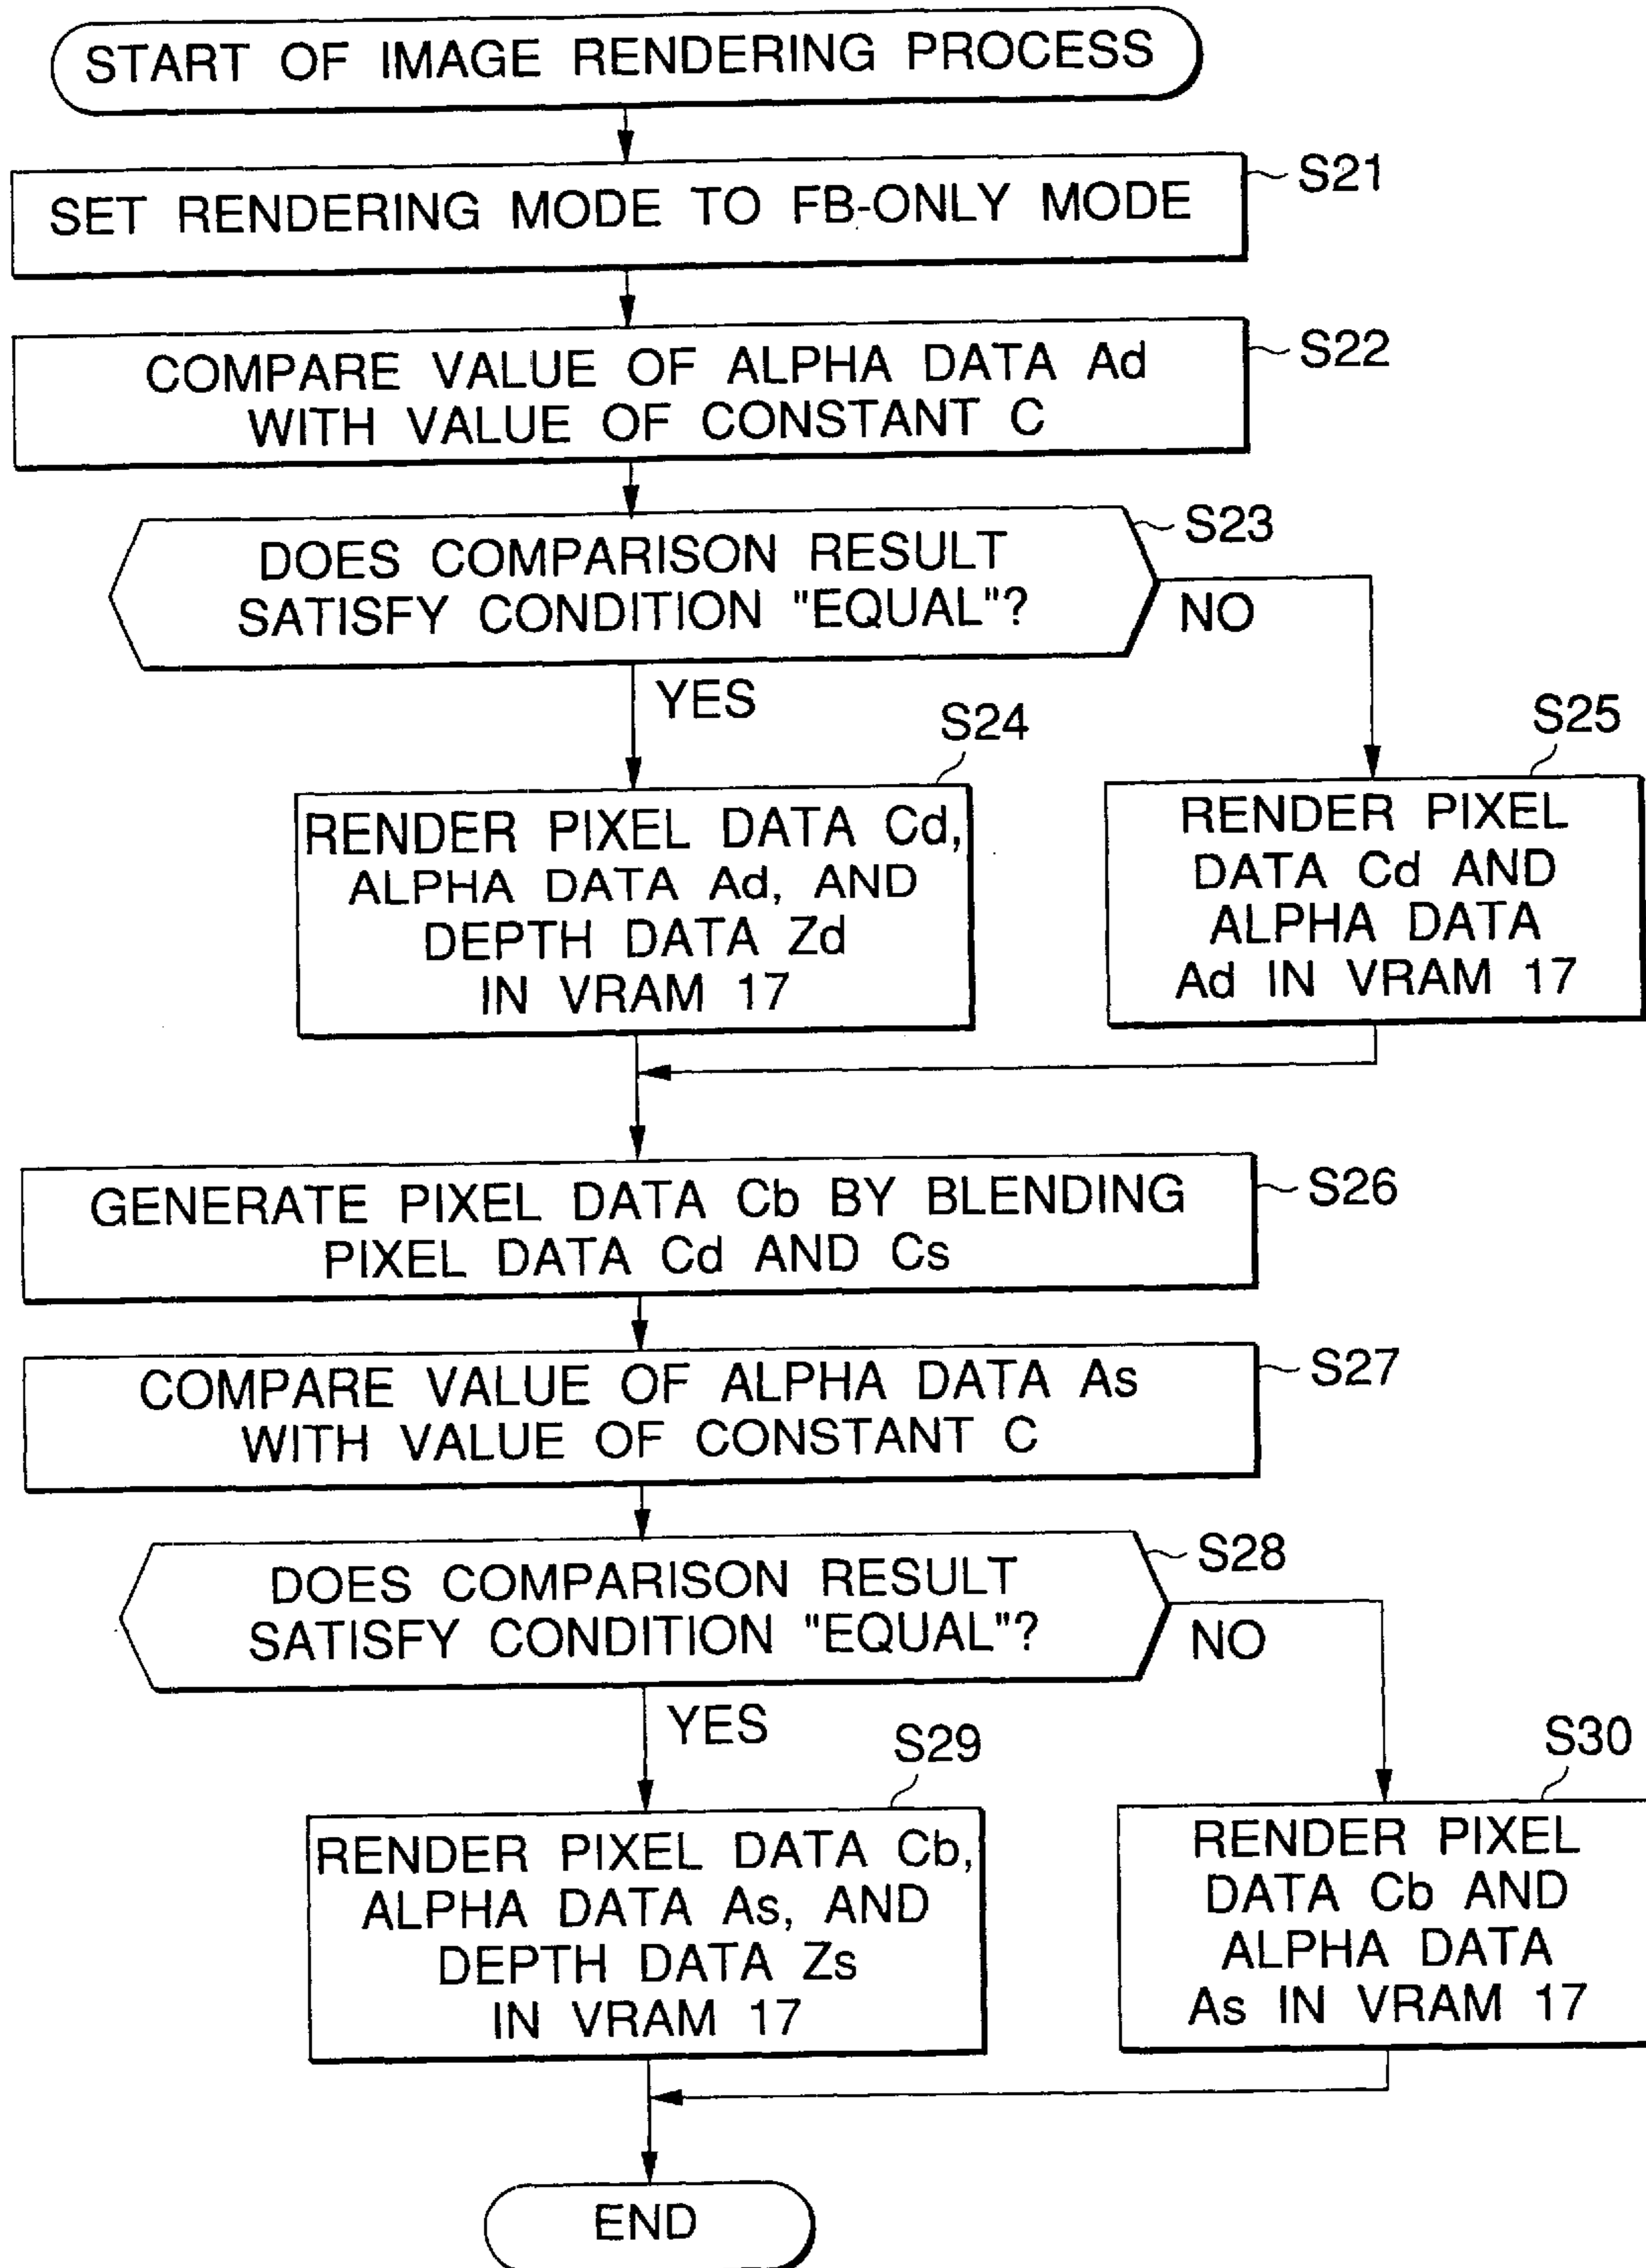 START OF IMAGE RENDERING PROCESS
S21
SET RENDERING MODE TO FB-ONLY MODE
S22
COMPARE VALUE OF ALPHA DATA Ad
WITH VALUE OF CONSTANT C
S23
DOES COMPARISON RESULT
SATISFY CONDITION "EQUAL"?
NO
YES
S24
S25
RENDER PIXEL DATA Cd,
ALPHA DATA Ad, AND
DEPTH DATA Zd
IN VRAM 17
RENDER PIXEL
DATA Cd AND
ALPHA DATA
Ad IN VRAM 17
S26
GENERATE PIXEL DATA Cb BY BLENDING
PIXEL DATA Cd AND Cs
S27
COMPARE VALUE OF ALPHA DATA As
WITH VALUE OF CONSTANT C
S28
DOES COMPARISON RESULT
SATISFY CONDITION "EQUAL"?
NO
YES
S29
S30
RENDER PIXEL DATA Cb,
ALPHA DATA As, AND
DEPTH DATA Zs
IN VRAM 17
RENDER PIXEL
DATA Cb AND
ALPHA DATA
As IN VRAM 17
END